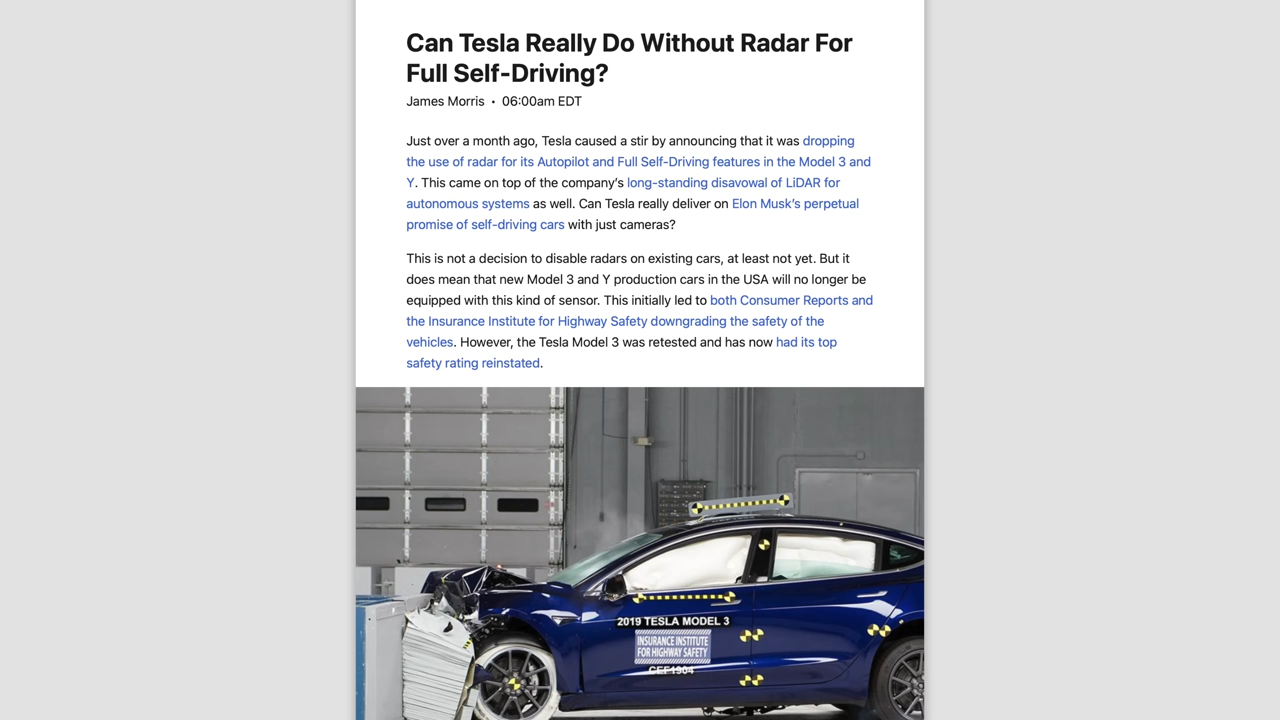 Can Tesla Really Do Without Radar For
Full Self-Driving?
James Morris • 06:00am EDT
Just over a month ago, Tesla caused a stir by announcing that it was dropping
the use of radar for its Autopilot and Full Self-Driving features in the Model 3 and
Y. This came on top of the company’s long-standing disavowal of LiDAR for
autonomous systems as well. Can Tesla really deliver on Elon Musk’s perpetual
promise of self-driving cars with just cameras?
This is not a decision to disable radars on existing cars, at least not yet. But it
does mean that new Model 3 and Y production cars in the USA will no longer be
equipped with this kind of sensor. This initially led to both Consumer Reports and
the Insurance Institute for Highway Safety downgrading the safety of the
vehicles. However, the Tesla Model 3 was retested and has now had its top
safety rating reinstated.
2019 TESLA MODEL 3
INSURANCE INSTITUTE
FOR HIGHWAY SAFETY
CEF1904